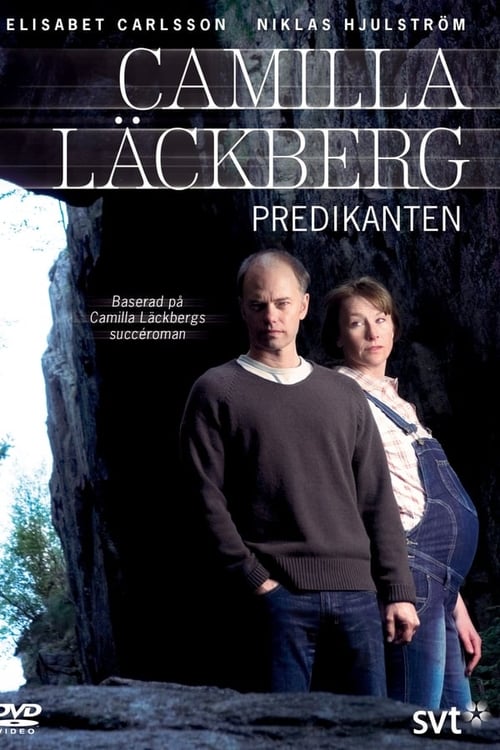 ELISABET CARLSSON NIKLAS HJULSTRÖM
CAMILLA
LÄCKBERG
PREDIKANTEN
Baserad på
Camilla Läckbergs
succéroman
DVD
VIDEO
svt